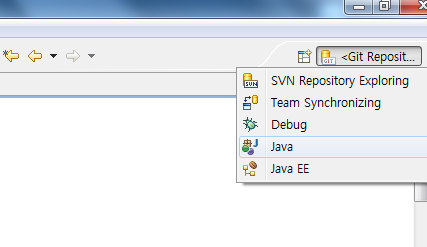 <Git Reposit...
SVN Repository Exploring
Team Synchronizing
Debug
Java
Java EE